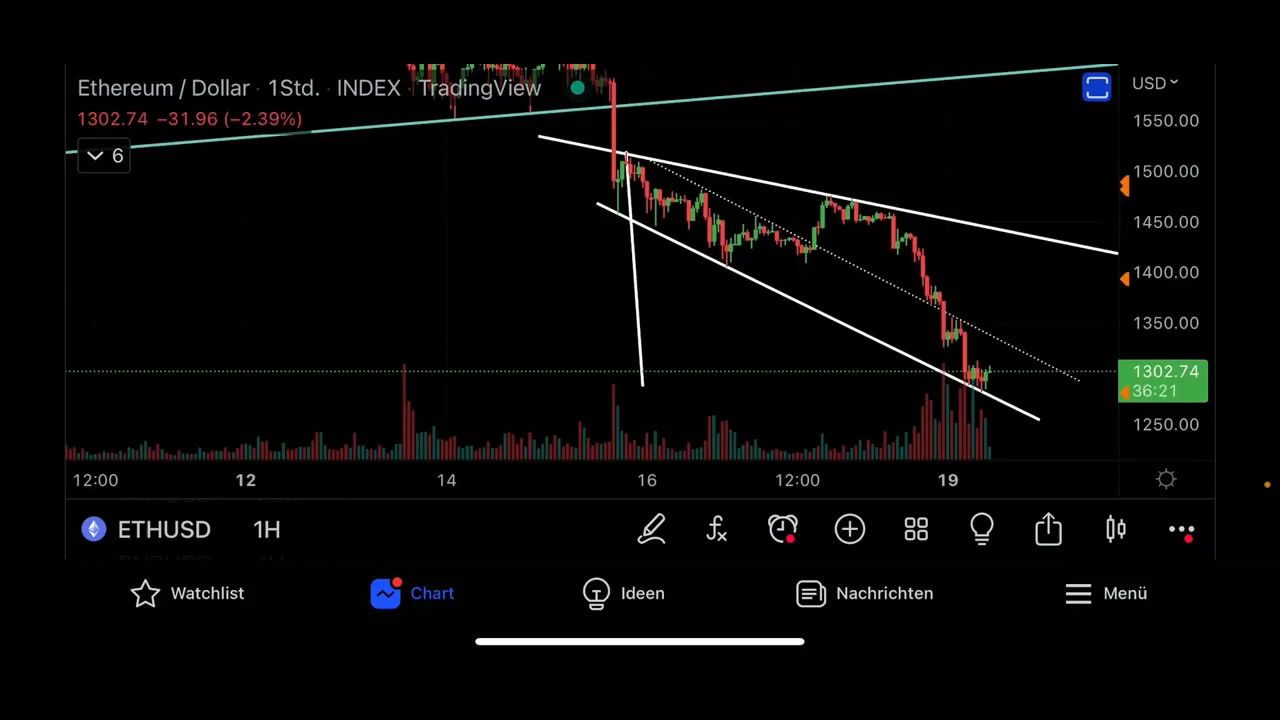 Ethereum / Dollar · 1Std. · INDEX · TradingView
USD
1302.74 −31.96 (−2.39%)
6
1550.00
1500.00
1450.00
1400.00
1350.00
1302.74
36:21
1250.00
12:00 12 14 16 12:00 19
ETHUSD 1H
Watchlist Chart Ideen Nachrichten Menü